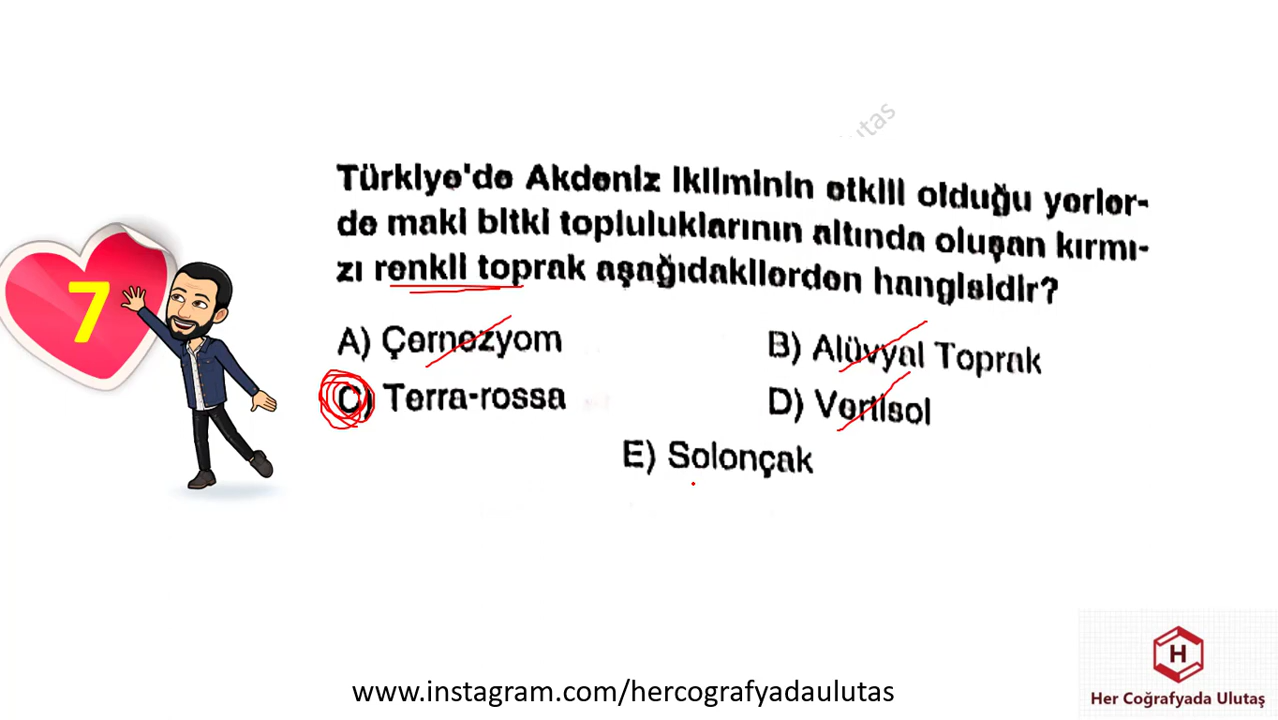 utas
Türkiye'de Akdeniz ikliminin etkili olduğu yerler-
de maki bitki topluluklarının altında oluşan kırmı-
zı renkli toprak aşağıdakilerden hangisidir?
7
A) Çernezyom
B) Alüvyal Toprak
C) Terra-rossa
D) Vertisol
E) Solonçak
H
Her Coğrafyada Ulutaş
www.instagram.com/hercografyadaulutas